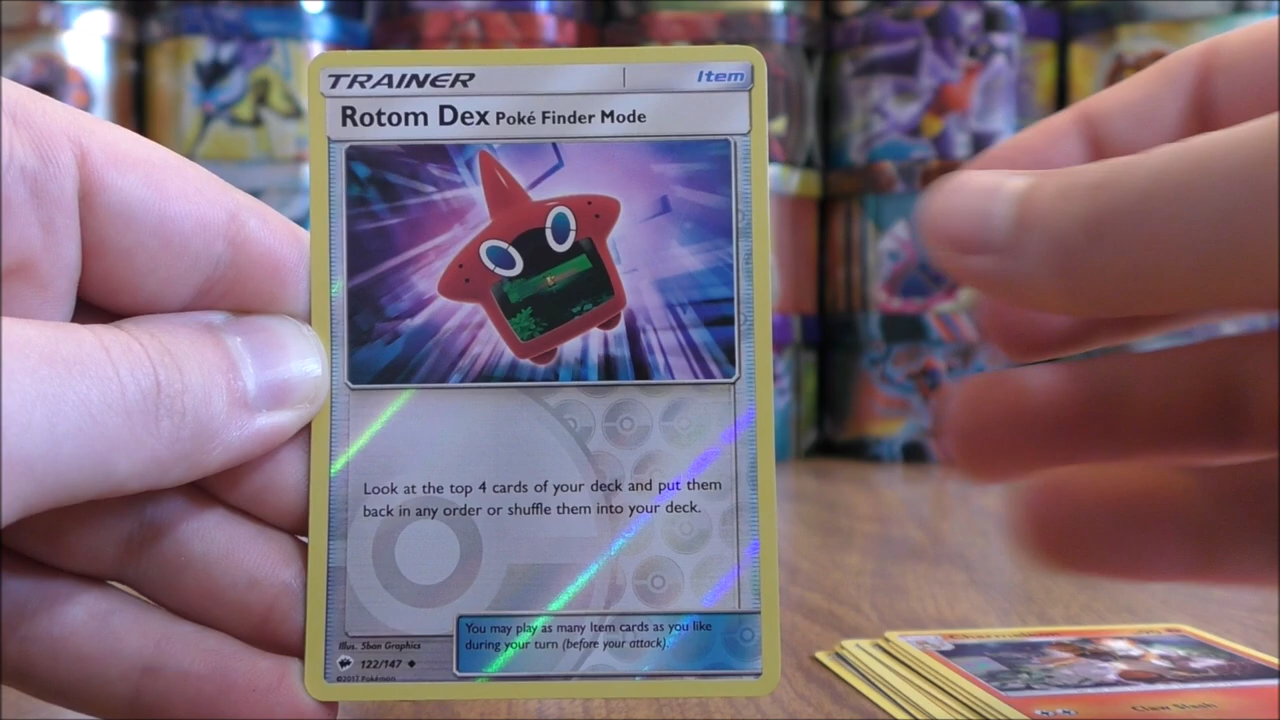 TRAINER Item
Rotom Dex Poké Finder Mode
Look at the top 4 cards of your deck and put them
back in any order or shuffle them into your deck.
You may play as many Item cards as you like
during your turn (before your attack).
Illus. 5ban Graphics
122/147
©2017 Pokémon
Claw Slash